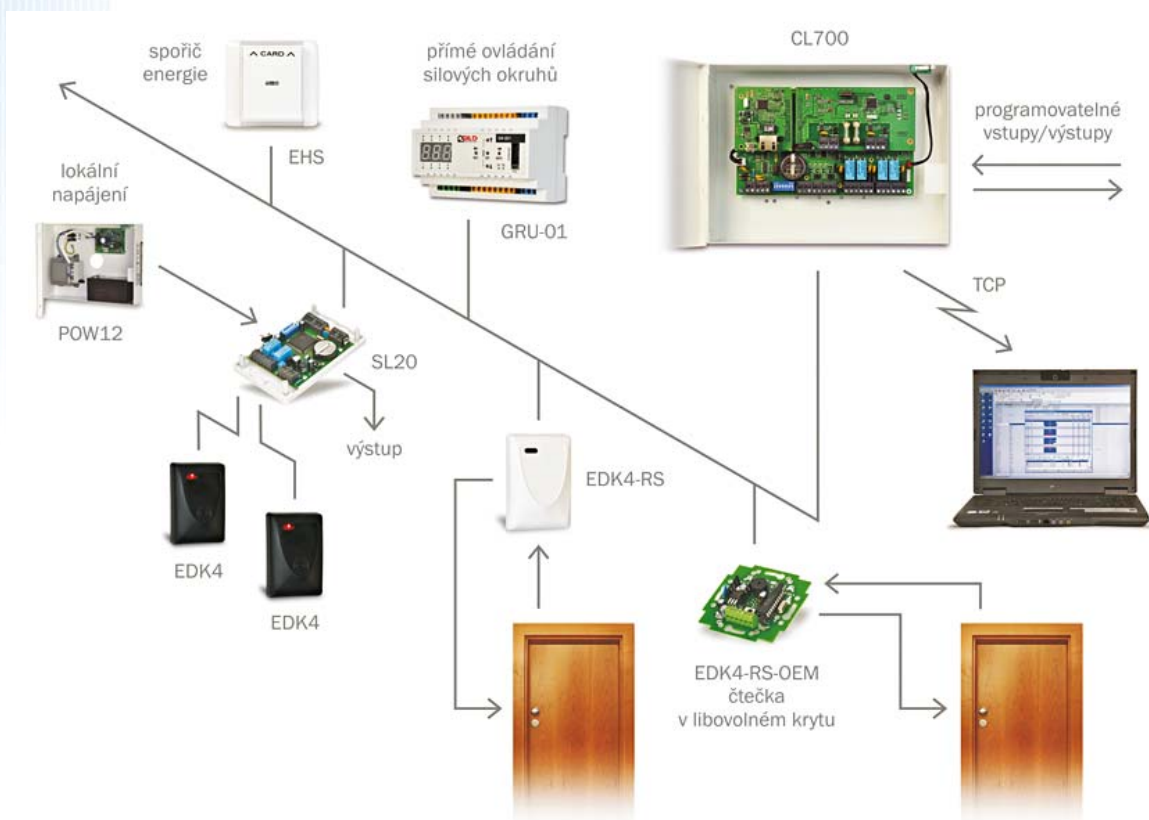 CL700
spořič
energie
přímé ovládání
silových okruhů
∧ CARD ∧
programovatelné
vstupy/výstupy
EHS
lokální
napájení
GRU-01
TCP
POW12
SL20
výstup
EDK4-RS
EDK4
EDK4
EDK4-RS-OEM
čtečka
v libovolném krytu